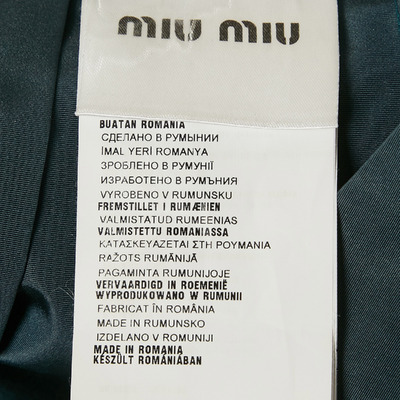 miu miu
BUATAN ROMANIA
СДЕЛАНО В РУМЫНИИ
İMAL YERİ ROMANYA
ЗРОБЛЕНО В РУМУНІЇ
ИЗРАБОТЕНО В РУМЪНИЯ
VYROBENO V RUMUNSKU
FREMSTILLET I RUMÆNIEN
VALMISTATUD RUMEENIAS
VALMISTETTU ROMANIASSA
ΚΑΤΑΣΚΕΥΑΖΕΤΑΙ ΣΤΗ ΡΟΥΜΑΝΙΑ
RAŽOTS RUMĀNIJĀ
PAGAMINTA RUMUNIJOJE
VERVAARDIGD IN ROEMENIË
WYPRODUKOWANO W RUMUNII
FABRICAT ÎN ROMÂNIA
MADE IN RUMUNSKO
IZDELANO V ROMUNIJI
MADE IN ROMANIA
KÉSZÜLT ROMÁNIÁBAN